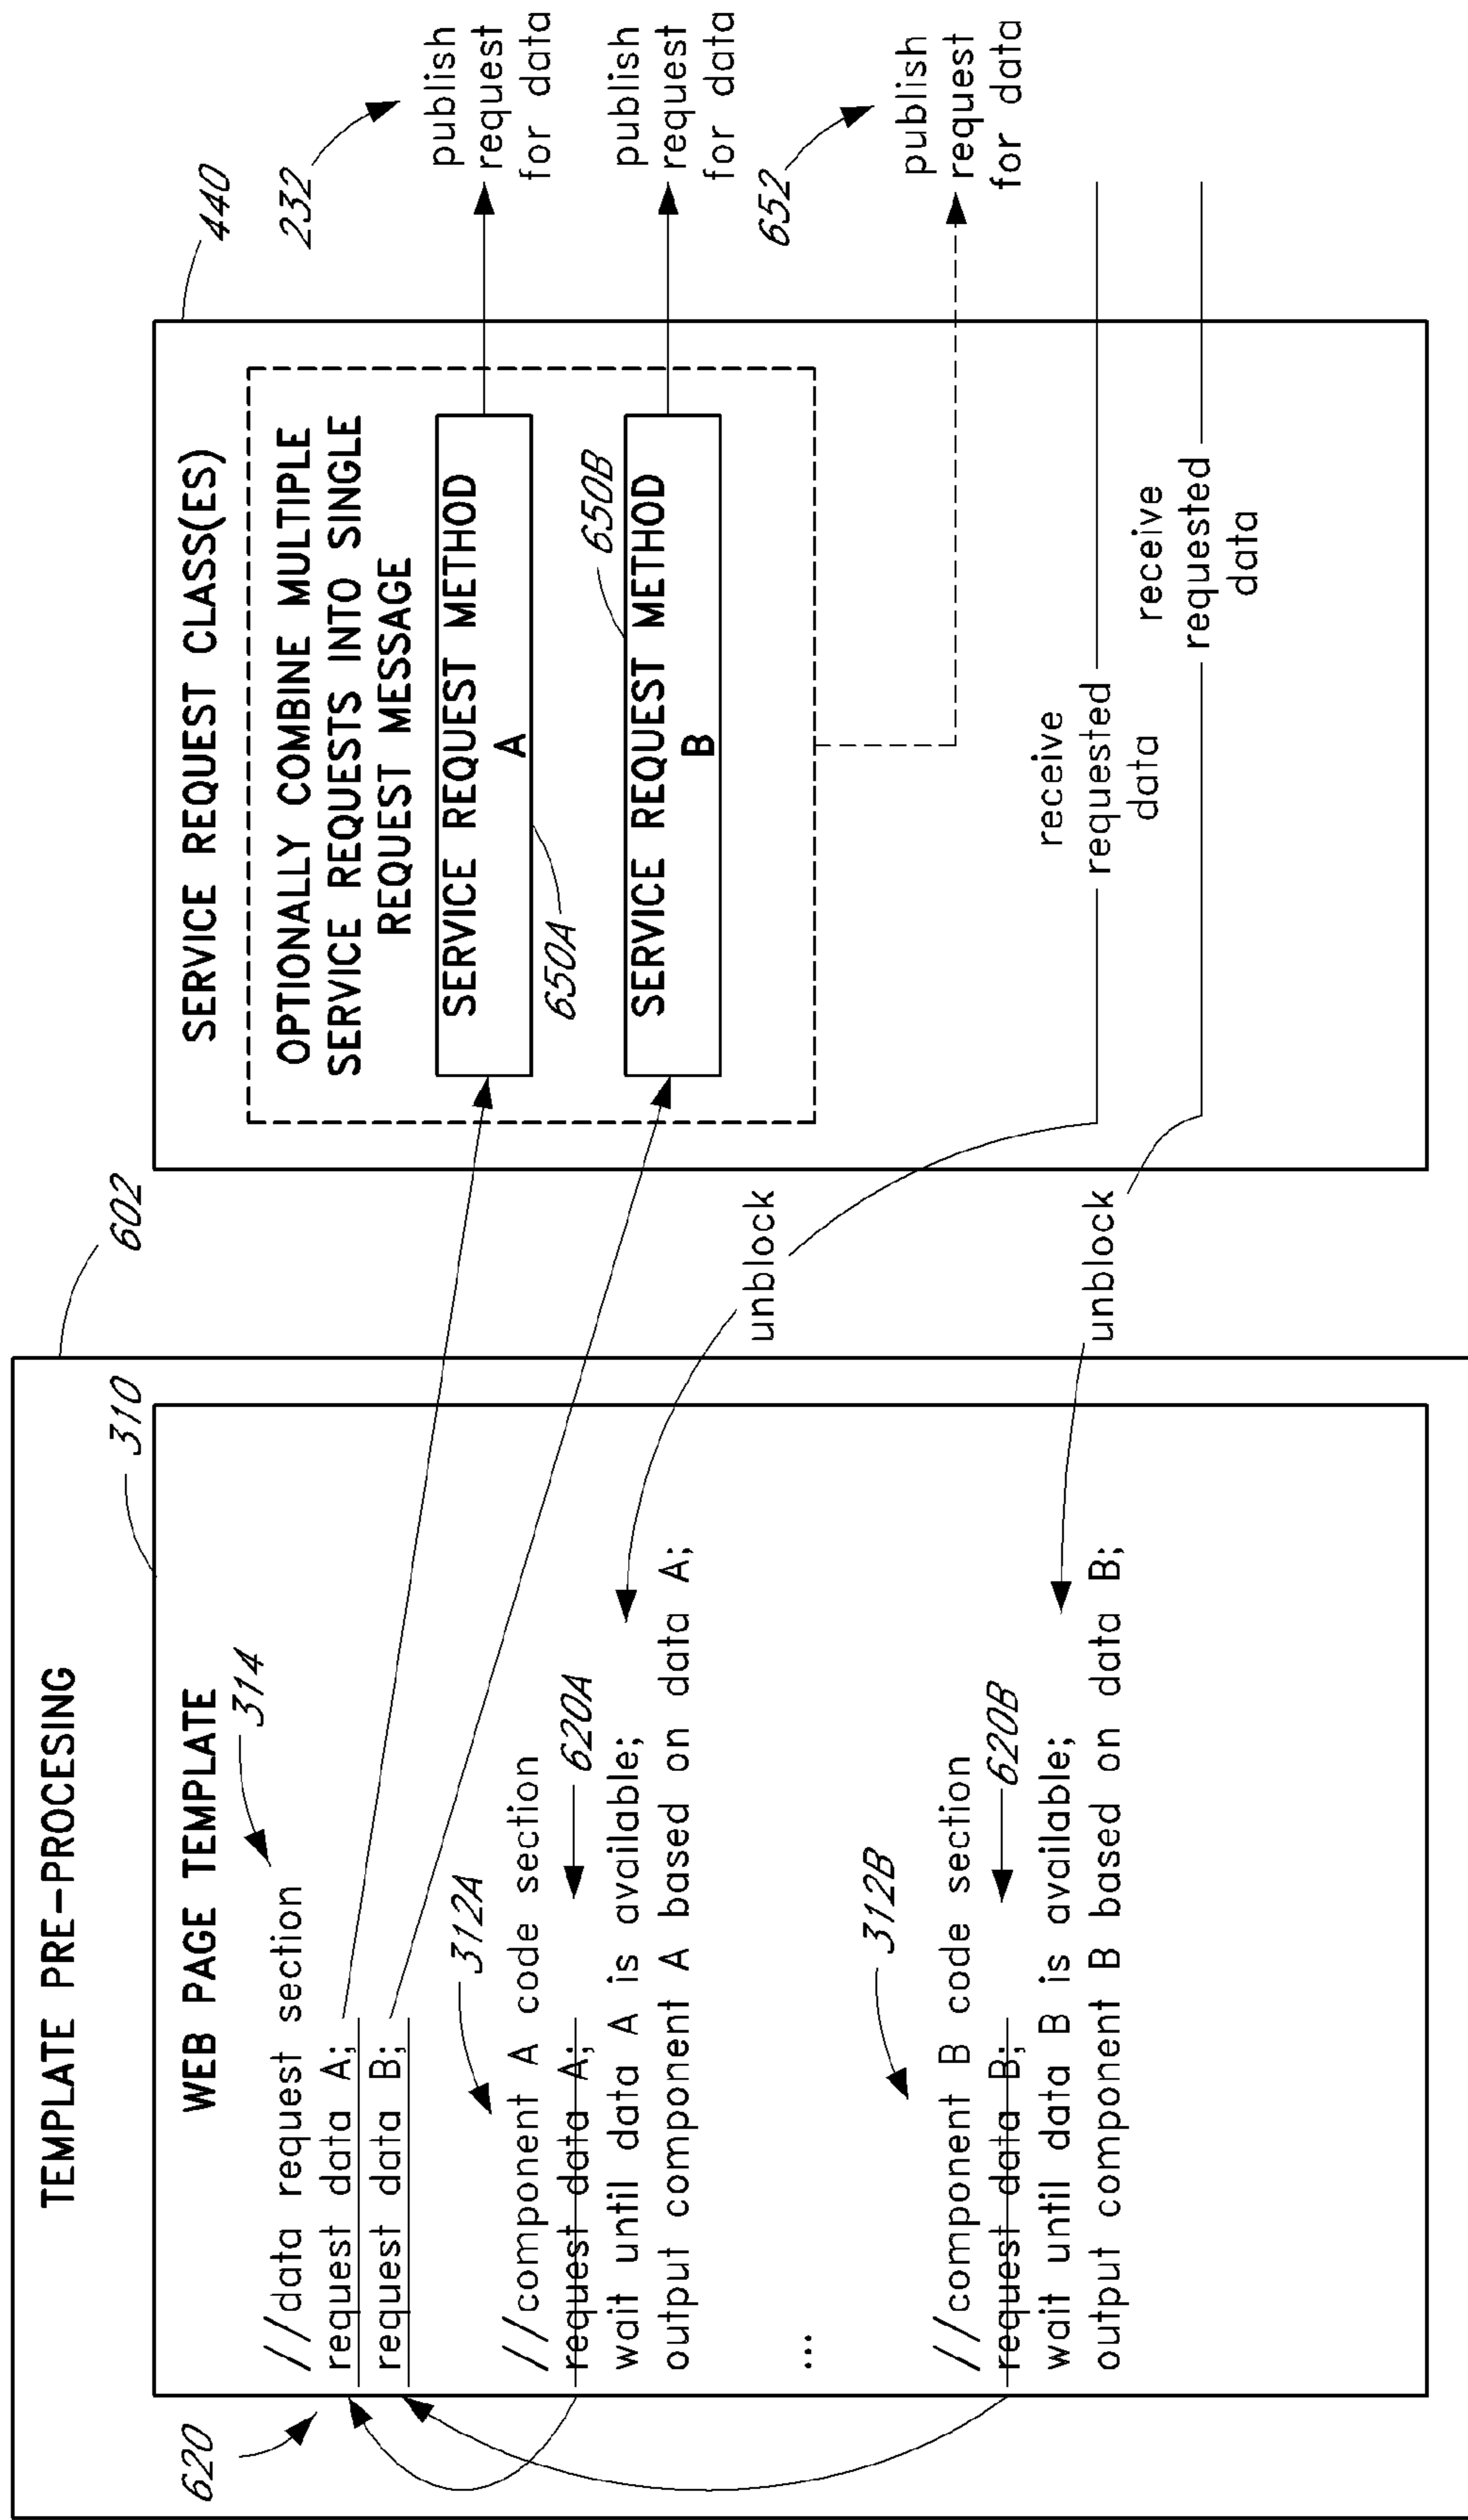 TEMPLATE PRE-PROCESING
602
WEB PAGE TEMPLATE
310
314
//data request section
request data A;
request data B;
620
312A
//component A code section
request data A;
620A
wait until data A is available;
output component A based on data A;
...
312B
//component B code section
request data B;
620B
wait until data B is available;
output component B based on data B;
unblock
unblock
SERVICE REQUEST CLASS(ES)
440
OPTIONALLY COMBINE MULTIPLE
SERVICE REQUESTS INTO SINGLE
REQUEST MESSAGE
SERVICE REQUEST METHOD
A
650A
SERVICE REQUEST METHOD
B
650B
232
publish
request
for data
publish
request
for data
652
publish
request
for data
receive
requested
data
receive
requested
data